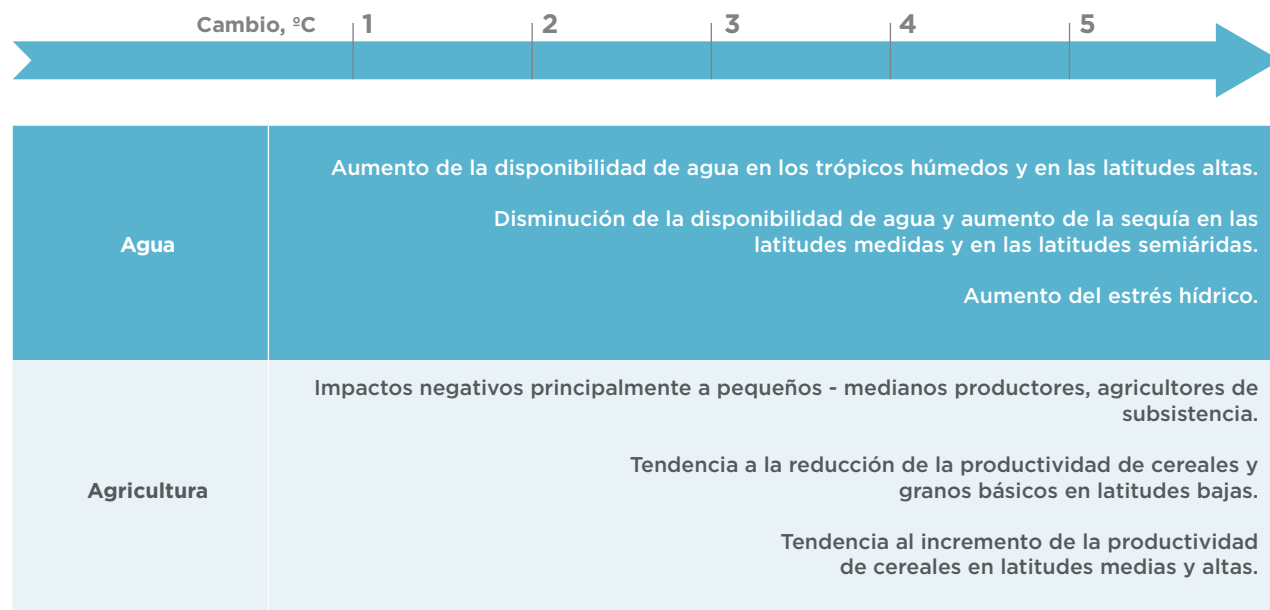 Cambio, ºC 1 2 3 4 5
Agua
Aumento de la disponibilidad de agua en los trópicos húmedos y en las latitudes altas.
Disminución de la disponibilidad de agua y aumento de la sequía en las
latitudes medidas y en las latitudes semiáridas.
Aumento del estrés hídrico.
Agricultura
Impactos negativos principalmente a pequeños - medianos productores, agricultores de
subsistencia.
Tendencia a la reducción de la productividad de cereales y
granos básicos en latitudes bajas.
Tendencia al incremento de la productividad
de cereales en latitudes medias y altas.